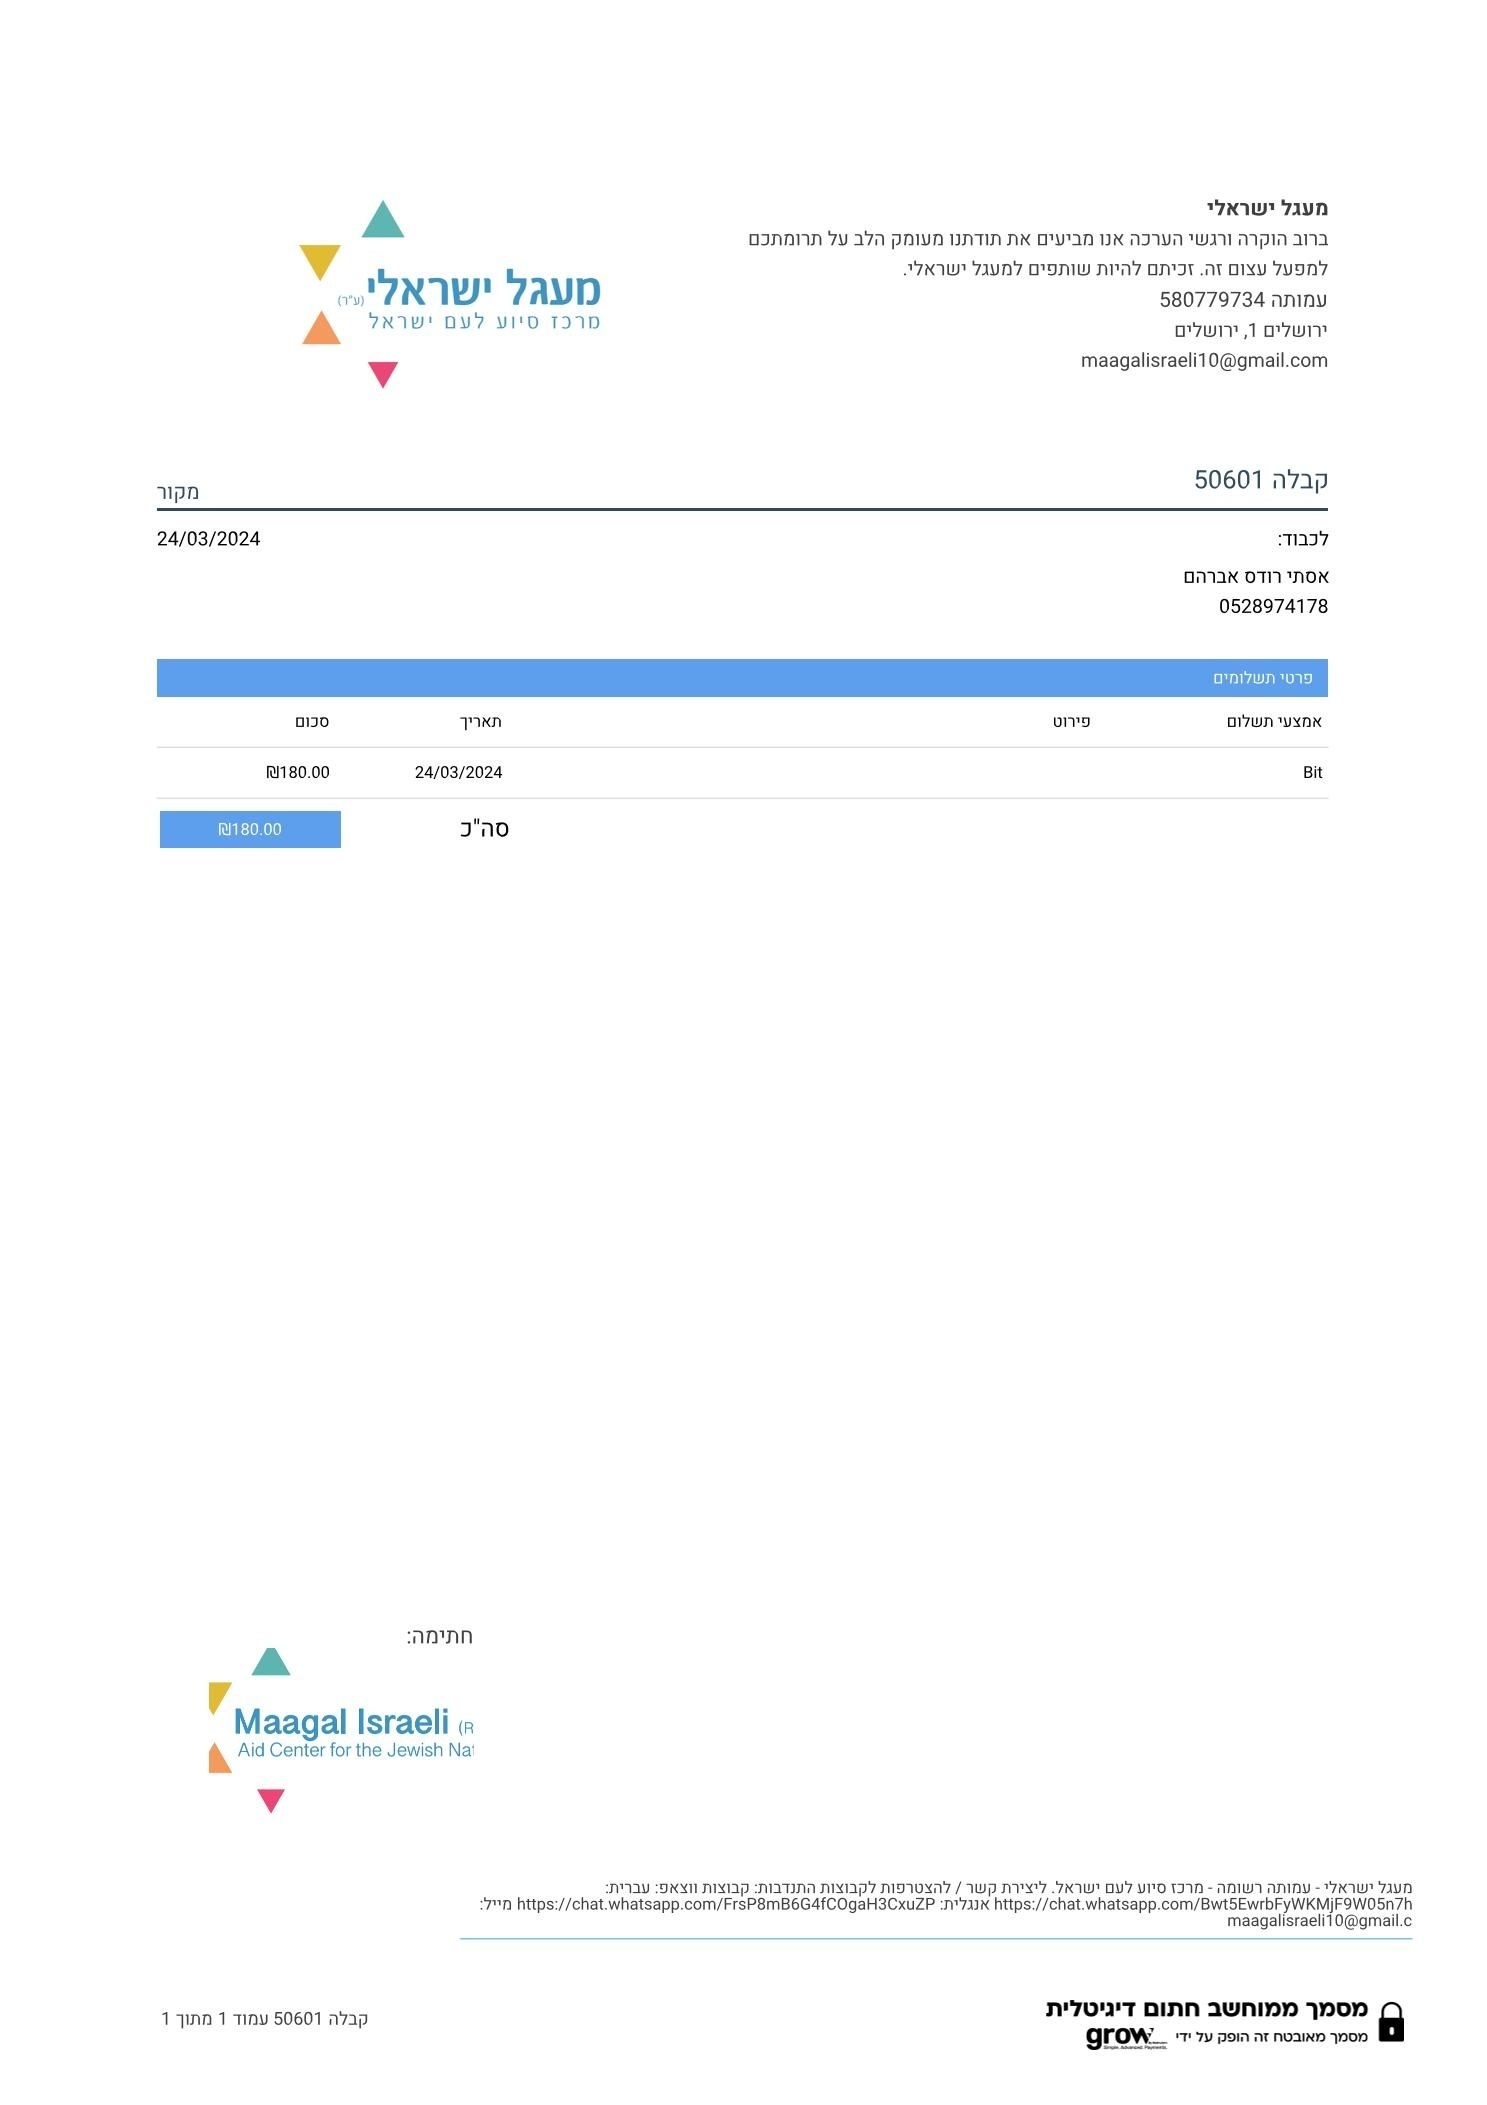 מעגל ישראלי
ברוב הוקרה ורגשי הערכה אנו מביעים את תודתנו מעומק הלב על תרומתכם
למפעל עצום זה. זכיתם להיות שותפים למעגל ישראלי.
עמותה 580779734
ירושלים 1, ירושלים
maagalisraeli10@gmail.com
מעגל ישראלי (ע"ר)
מרכז סיוע לעם ישראל
קבלה 50601
מקור
לכבוד:
24/03/2024
אסתי רודס אברהם
0528974178
פרטי תשלומים
אמצעי תשלום פירוט תאריך סכום
Bit 24/03/2024 ₪180.00
סה"כ ₪180.00
חתימה:
Maagal Israeli (R
Aid Center for the Jewish Nat
מעגל ישראלי - עמותה רשומה - מרכז סיוע לעם ישראל. ליצירת קשר / להצטרפות לקבוצות התנדבות: קבוצות ווצאפ: עברית:
https://chat.whatsapp.com/Bwt5EwrbFyWKMjF9W05n7h אנגלית: https://chat.whatsapp.com/FrsP8mB6G4fCOgaH3CxuZP מייל:
maagalisraeli10@gmail.c
מסמך ממוחשב חתום דיגיטלית
מסמך מאובטח זה הופק על ידי grow
Simple. Advanced. Payments.
קבלה 50601 עמוד 1 מתוך 1